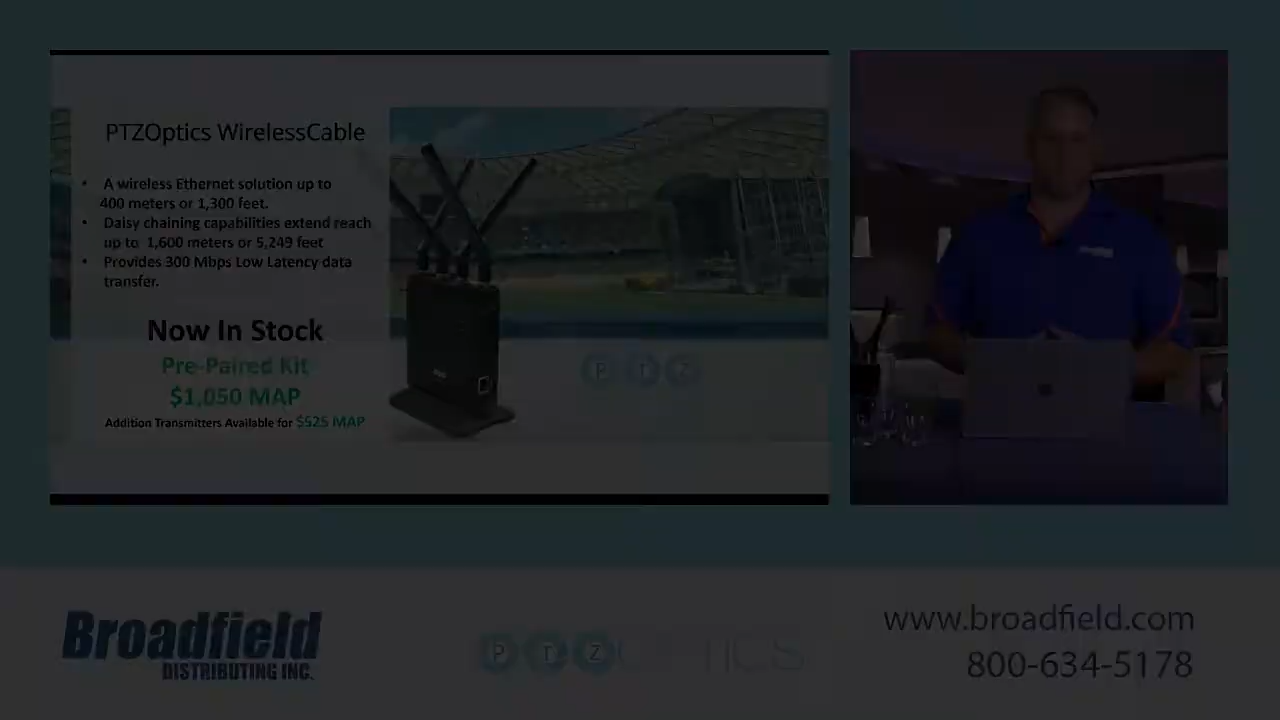 PTZOptics WirelessCable
• A wireless Ethernet solution up to
400 meters or 1,300 feet.
• Daisy chaining capabilities extend reach
up to 1,600 meters or 5,249 feet
• Provides 300 Mbps Low Latency data
transfer.
Now In Stock
Pre-Paired Kit
$1,050 MAP
Addition Transmitters Available for $525 MAP
P T Z
Broadfield
DISTRIBUTING INC.
PTZOPTICS
www.broadfield.com
800-634-5178